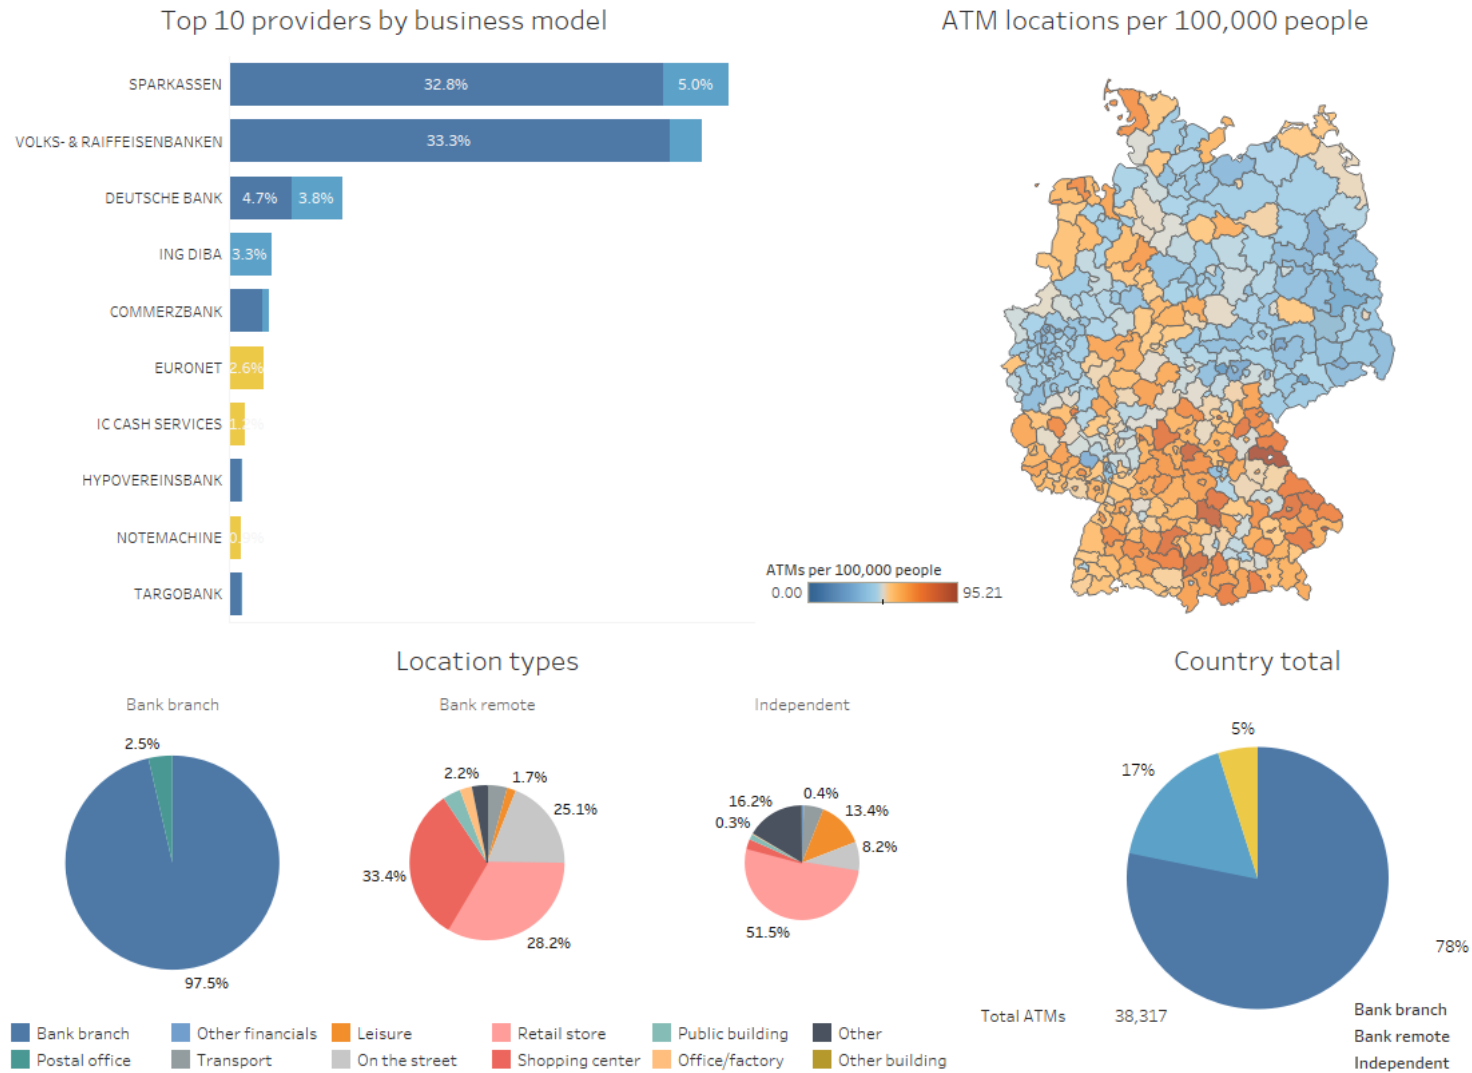 Top 10 providers by business model
SPARKASSEN 32.8% 5.0%
VOLKS- & RAIFFEISENBANKEN 33.3%
DEUTSCHE BANK 4.7% 3.8%
ING DIBA 3.3%
COMMERZBANK
EURONET 2.6%
IC CASH SERVICES
HYPOVEREINSBANK
NOTEMACHINE
TARGOBANK
ATM locations per 100,000 people
ATMs per 100,000 people
0.00 95.21
Location types
Bank branch
2.5%
97.5%
Bank remote
2.2% 1.7%
25.1%
33.4%
28.2%
Independent
0.4%
16.2% 13.4%
0.3%
8.2%
51.5%
Bank branch Other financials Leisure Retail store Public building Other
Postal office Transport On the street Shopping center Office/factory Other building
Country total
5%
17%
78%
Total ATMs 38,317
Bank branch
Bank remote
Independent